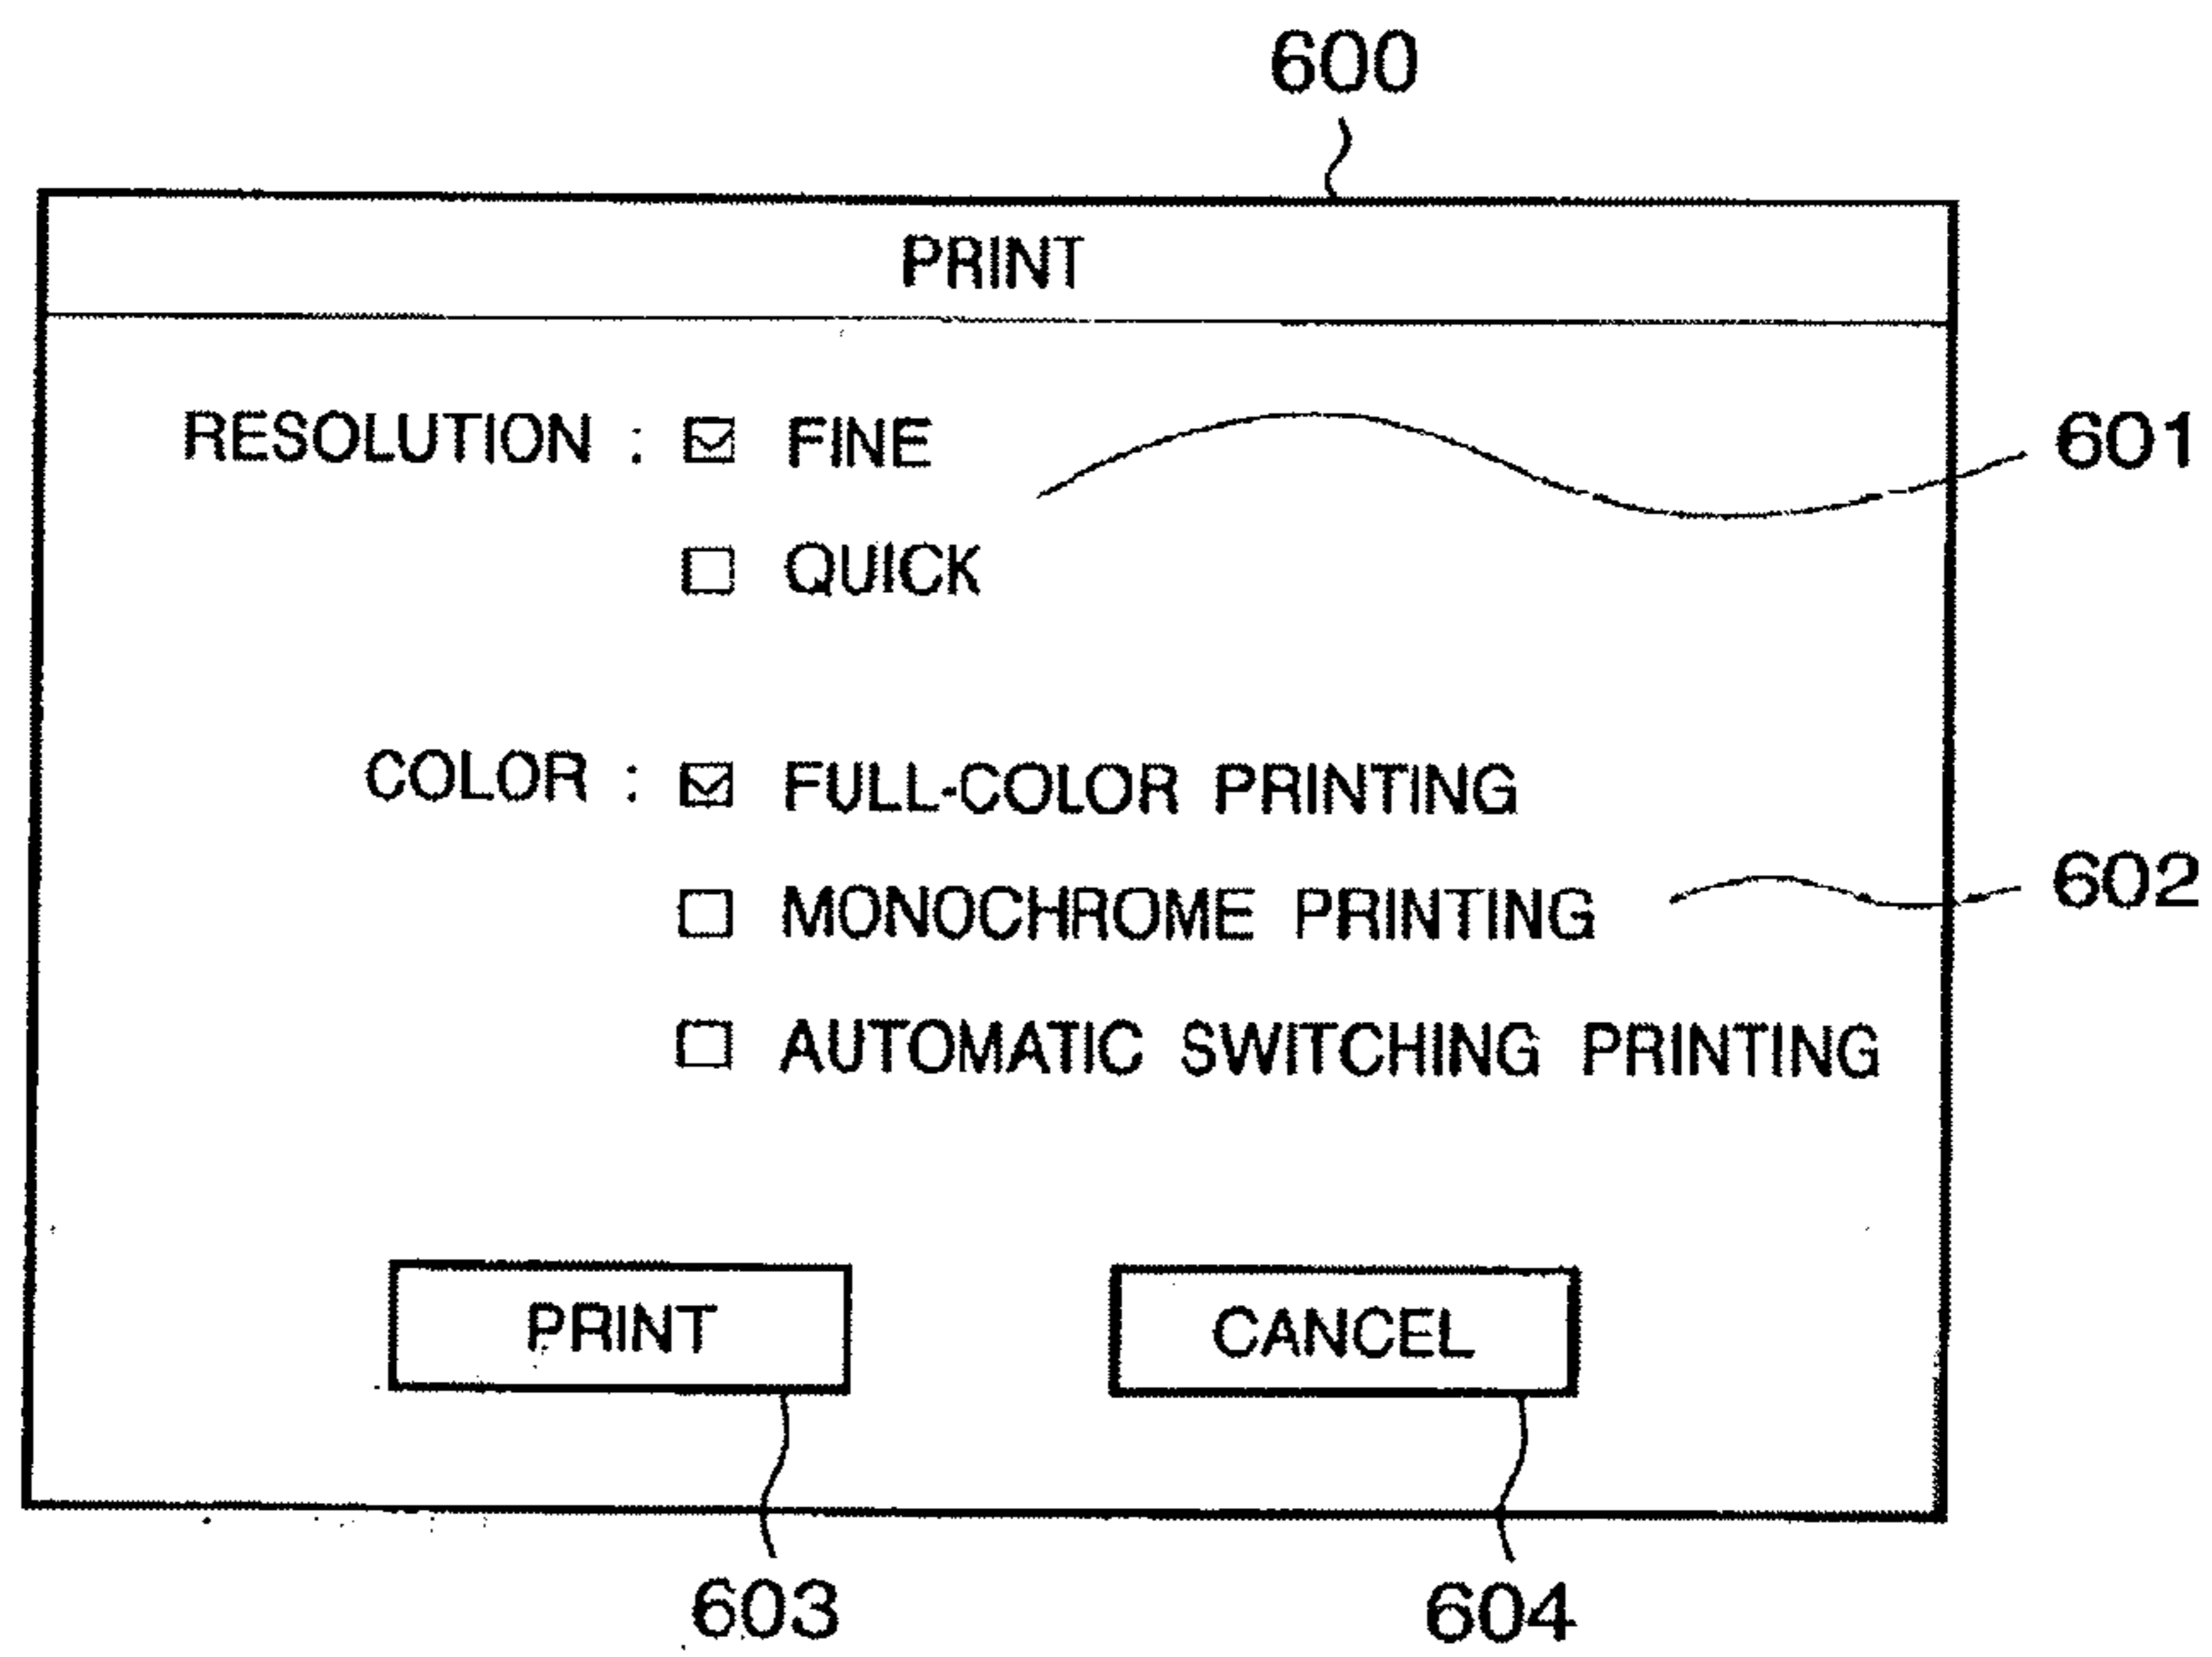 600
PRINT
RESOLUTION : FINE
601
QUICK
COLOR : FULL-COLOR PRINTING
MONOCHROME PRINTING
602
AUTOMATIC SWITCHING PRINTING
PRINT
CANCEL
603
604